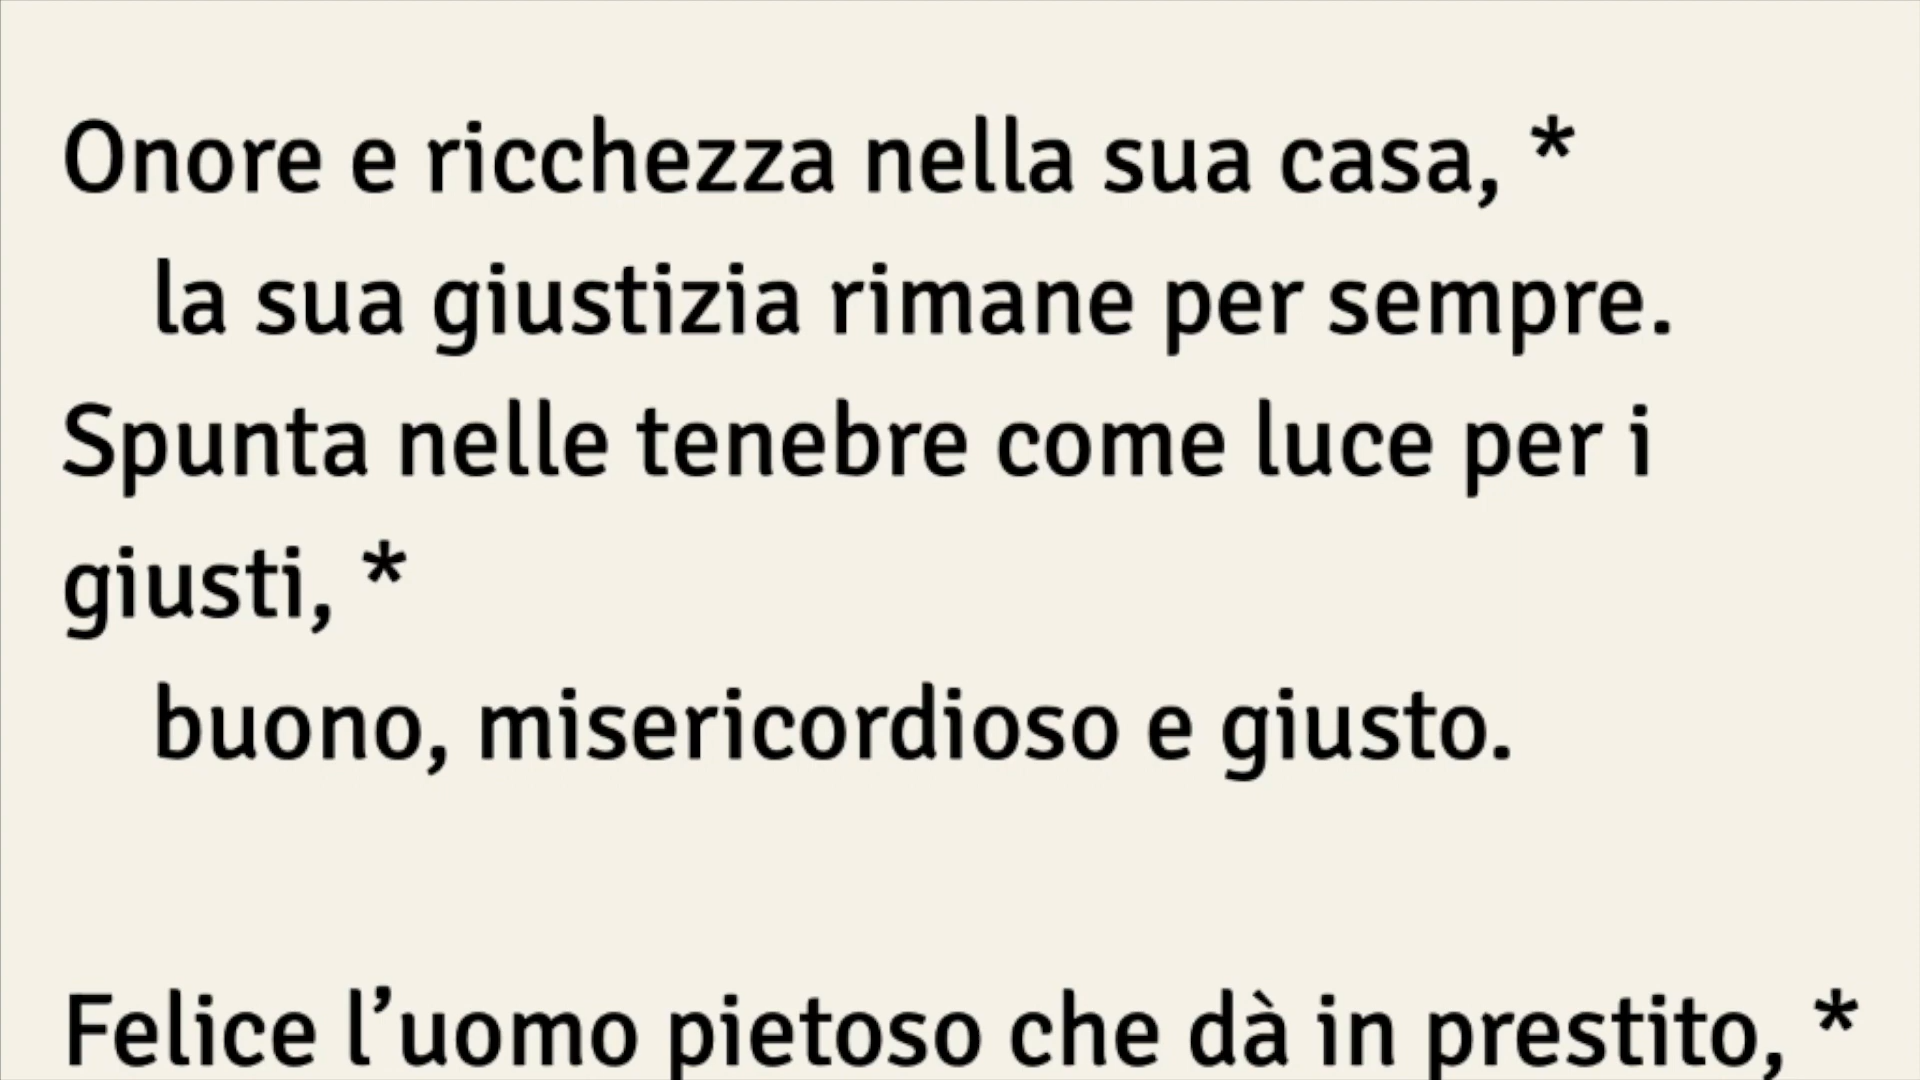 Onore e ricchezza nella sua casa, *
la sua giustizia rimane per sempre.
Spunta nelle tenebre come luce per i
giusti, *
buono, misericordioso e giusto.
Felice l’uomo pietoso che dà in prestito, *